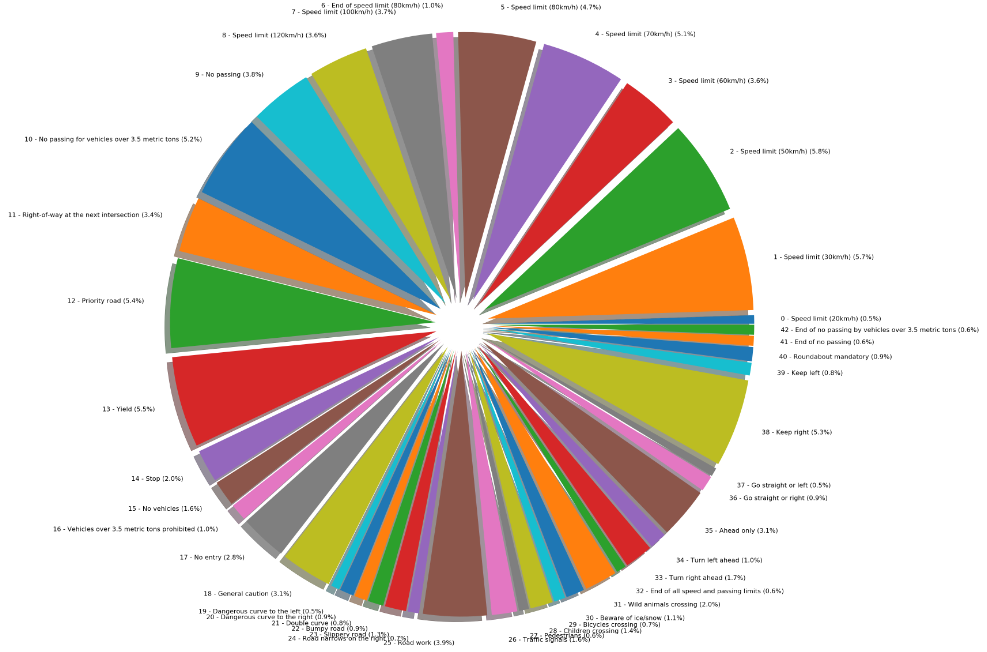 6 - End of speed limit (80km/h) (1.0%)
5 - Speed limit (80km/h) (4.7%)
7 - Speed limit (100km/h) (3.7%)
8 - Speed limit (120km/h) (3.6%)
4 - Speed limit (70km/h) (5.1%)
9 - No passing (3.8%)
3 - Speed limit (60km/h) (3.6%)
10 - No passing for vehicles over 3.5 metric tons (5.2%)
2 - Speed limit (50km/h) (5.8%)
11 - Right-of-way at the next intersection (3.4%)
1 - Speed limit (30km/h) (5.7%)
12 - Priority road (5.4%)
0 - Speed limit (20km/h) (0.5%)
42 - End of no passing by vehicles over 3.5 metric tons (0.6%)
41 - End of no passing (0.6%)
40 - Roundabout mandatory (0.9%)
39 - Keep left (0.8%)
13 - Yield (5.5%)
38 - Keep right (5.3%)
14 - Stop (2.0%)
37 - Go straight or left (0.5%)
36 - Go straight or right (0.9%)
15 - No vehicles (1.6%)
16 - Vehicles over 3.5 metric tons prohibited (1.0%)
35 - Ahead only (3.1%)
17 - No entry (2.8%)
34 - Turn left ahead (1.0%)
33 - Turn right ahead (1.7%)
18 - General caution (3.1%)
32 - End of all speed and passing limits (0.6%)
31 - Wild animals crossing (2.0%)
19 - Dangerous curve to the left (0.5%)
20 - Dangerous curve to the right (0.9%)
30 - Beware of ice/snow (1.1%)
21 - Double curve (0.8%)
29 - Bicycles crossing (0.7%)
22 - Bumpy road (0.9%)
28 - Children crossing (1.4%)
23 - Slippery road (1.3%)
27 - Pedestrians (0.6%)
24 - Road narrows on the right (0.7%)
26 - Traffic signals (1.6%)
25 - Road work (3.9%)